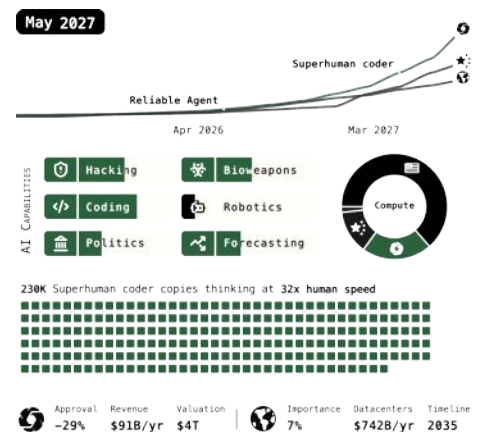 May 2027
Superhuman coder
Reliable Agent
Apr 2026
Mar 2027
AI CAPABILITIES
Hacking
Bioweapons
Coding
Robotics
Politics
Forecasting
Compute
230K Superhuman coder copies thinking at 32x human speed
Approval Revenue Valuation Importance Datacenters Timeline
-29% $91B/yr $4T 7% $742B/yr 2035